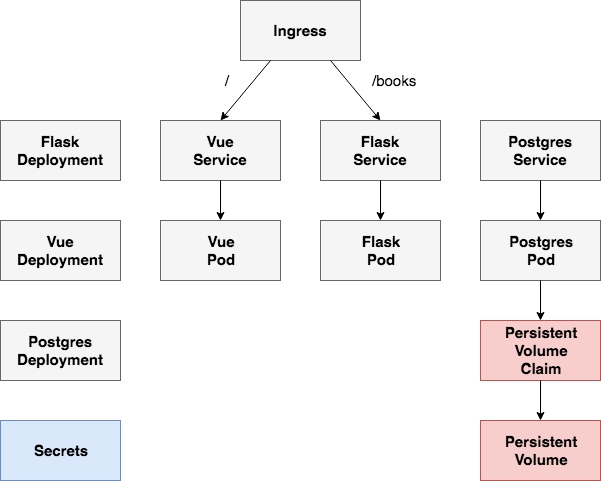 Ingress
/
/books
Flask
Deployment
Vue
Service
Flask
Service
Postgres
Service
Vue
Deployment
Vue
Pod
Flask
Pod
Postgres
Pod
Postgres
Deployment
Persistent
Volume
Claim
Secrets
Persistent
Volume